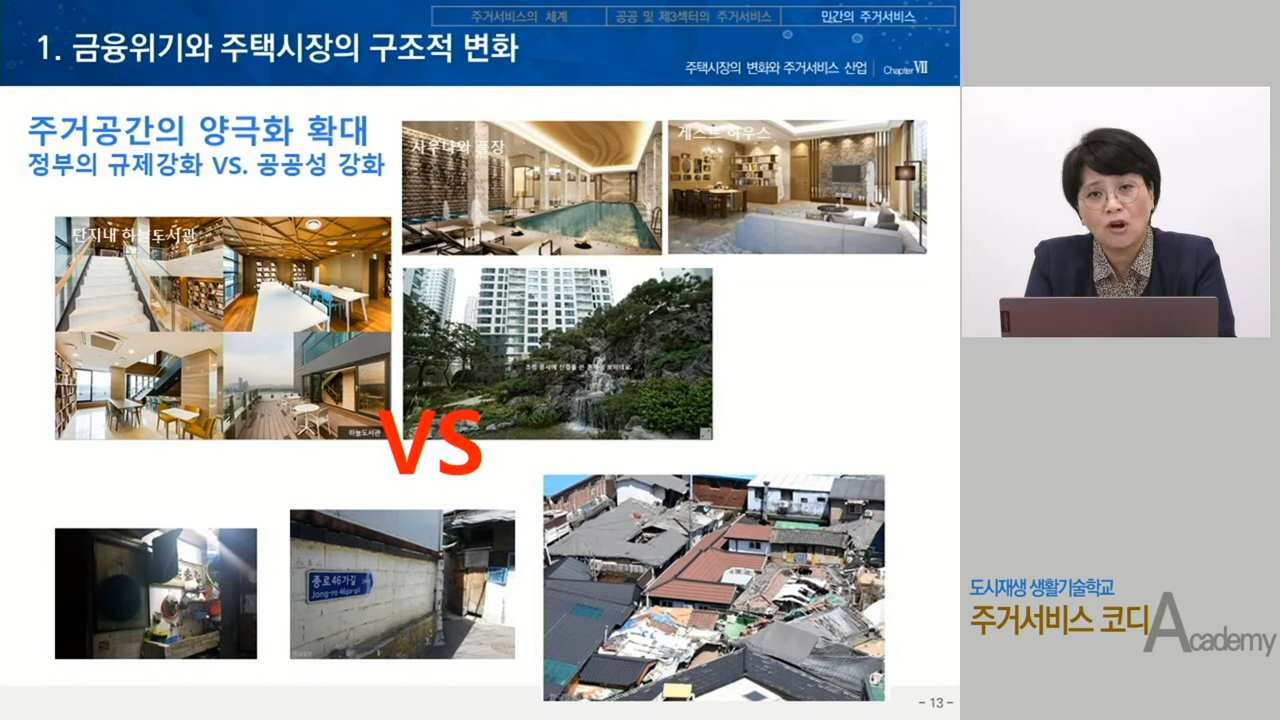 주거서비스의 체계
공공 및 제3섹터의 주거서비스
민간의 주거서비스
1. 금융위기와 주택시장의 구조적 변화
주택시장의 변화와 주거서비스 산업
Chapter Ⅶ
주거공간의 양극화 확대
정부의 규제강화 VS. 공공성 강화
사우나와 풀장
게스트 하우스
단지내 하늘도서관
하늘도서관
VS
종로46가길
Jong-ro 46ga-gil
도시재생 생활기술학교
주거서비스 코디
Academy
- 13 -